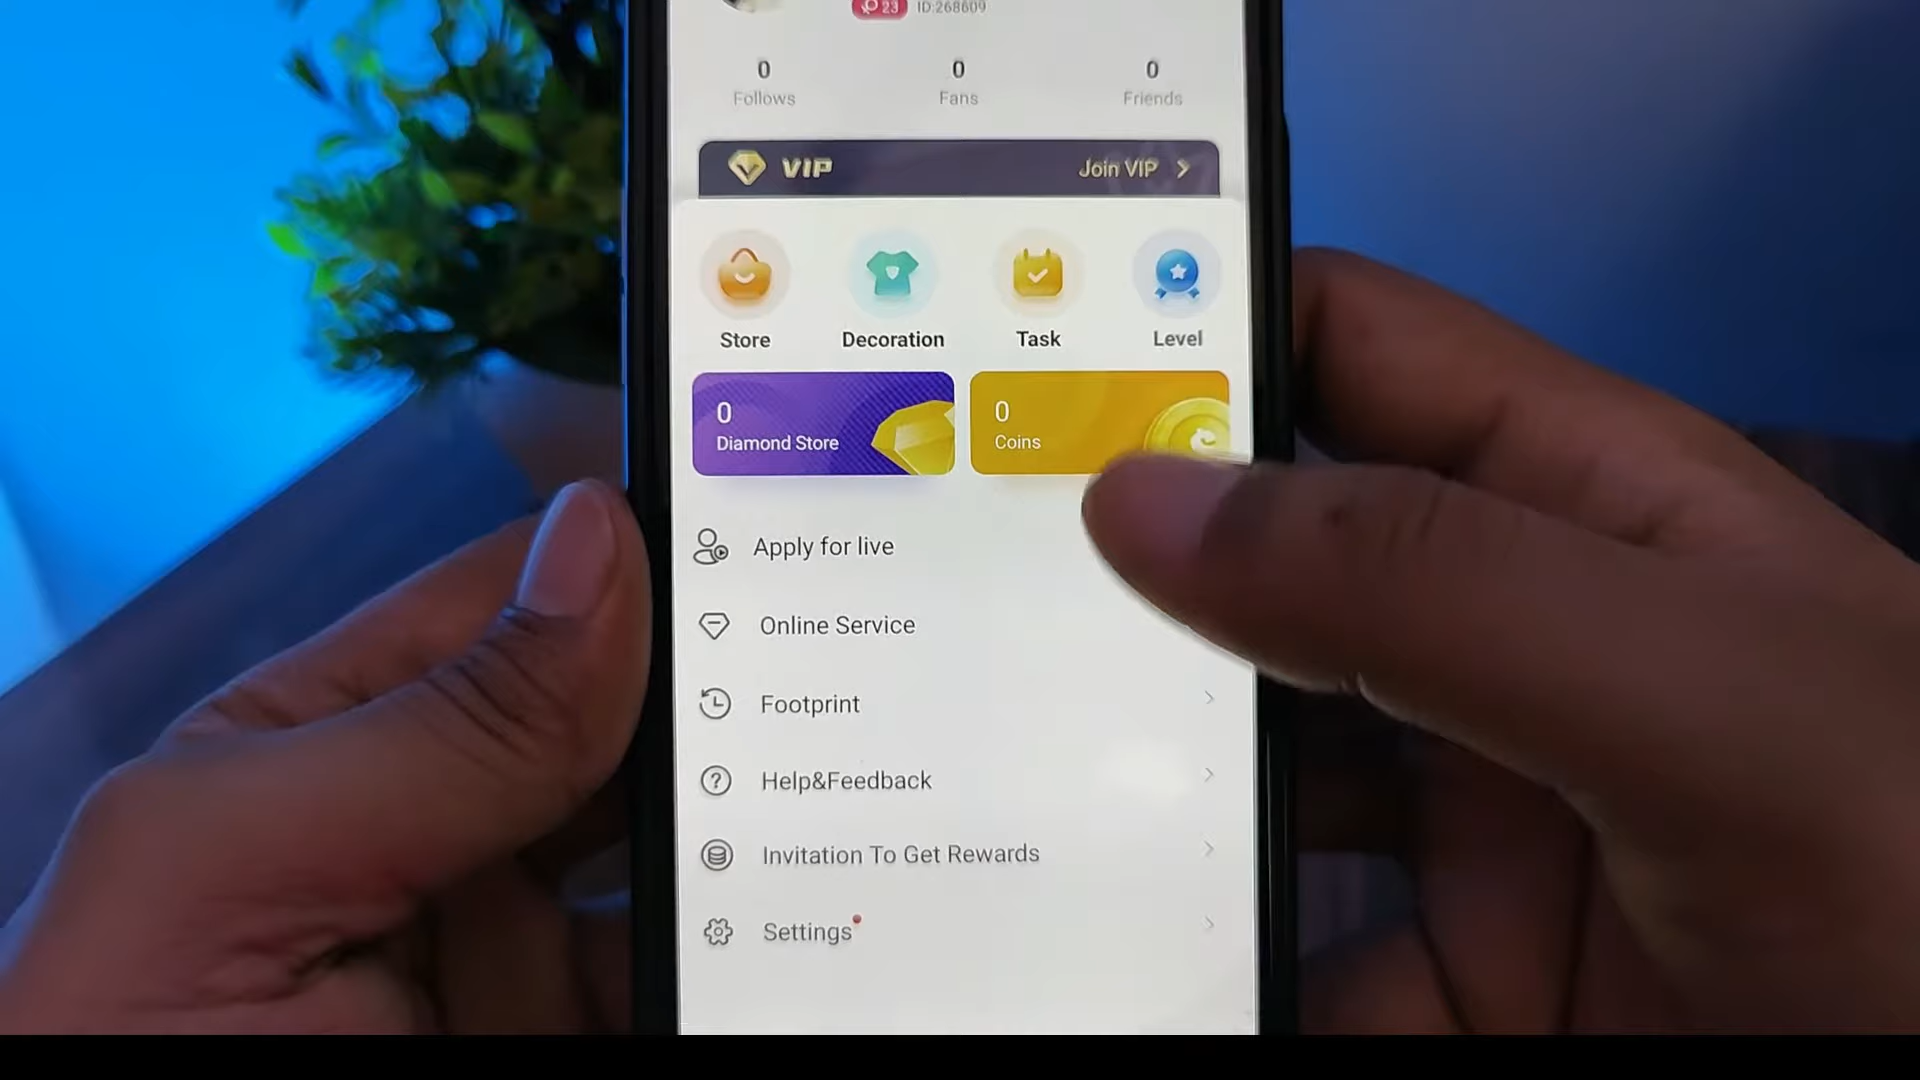 23 ID:268609
0 0 0
Follows Fans Friends
VIP Join VIP
Store Decoration Task Level
0 0
Diamond Store Coins
Apply for live
Online Service
Footprint
Help&Feedback
Invitation To Get Rewards
Settings